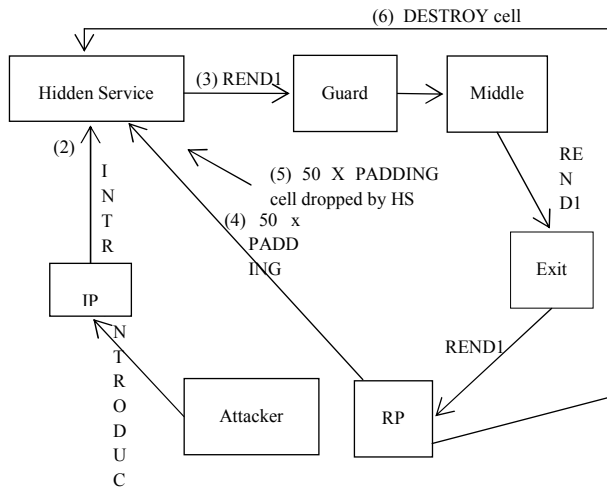 (6) DESTROY cell
Hidden Service
(3) REND1
Guard
Middle
(2)
I
N
T
R
RE
N
D1
(5) 50 X PADDING
cell dropped by HS
(4) 50 x
PADD
ING
IP
Exit
REND1
N
T
R
O
D
U
C
Attacker
RP